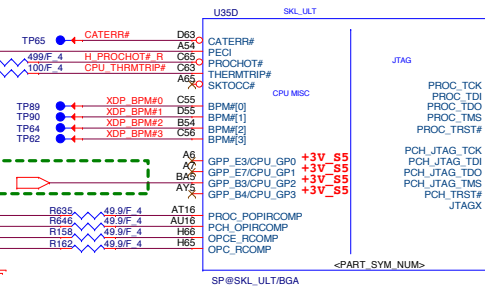 U35D SKL_ULT
CATERR# D63 CATERR#
TP65
A54 PECI
499/F_4 H_PROCHOT#_R C65 PROCHOT#
JTAG
100/F_4 CPU_THRMTRIP# C63 THERMTRIP#
A65 SKTOCC#
CPU MISC
PROC_TCK
PROC_TDI
PROC_TDO
PROC_TMS
PROC_TRST#
TP89 XDP_BPM#0 C55 BPM#[0]
TP90 XDP_BPM#1 D55 BPM#[1]
TP64 XDP_BPM#2 B54 BPM#[2]
TP62 XDP_BPM#3 C56 BPM#[3]
PCH_JTAG_TCK
PCH_JTAG_TDI
PCH_JTAG_TDO
PCH_JTAG_TMS
PCH_TRST#
JTAGX
A6 GPP_E3/CPU_GP0 +3V_S5
A7 GPP_E7/CPU_GP1 +3V_S5
BA5 GPP_B3/CPU_GP2 +3V_S5
AY5 GPP_B4/CPU_GP3 +3V_S5
R635 49.9/F_4 AT16 PROC_POPIRCOMP
R646 49.9/F_4 AU16 PCH_OPIRCOMP
R158 49.9/F_4 H66 OPCE_RCOMP
R162 49.9/F_4 H65 OPC_RCOMP
<PART_SYM_NUM>
SP@SKL_ULT/BGA